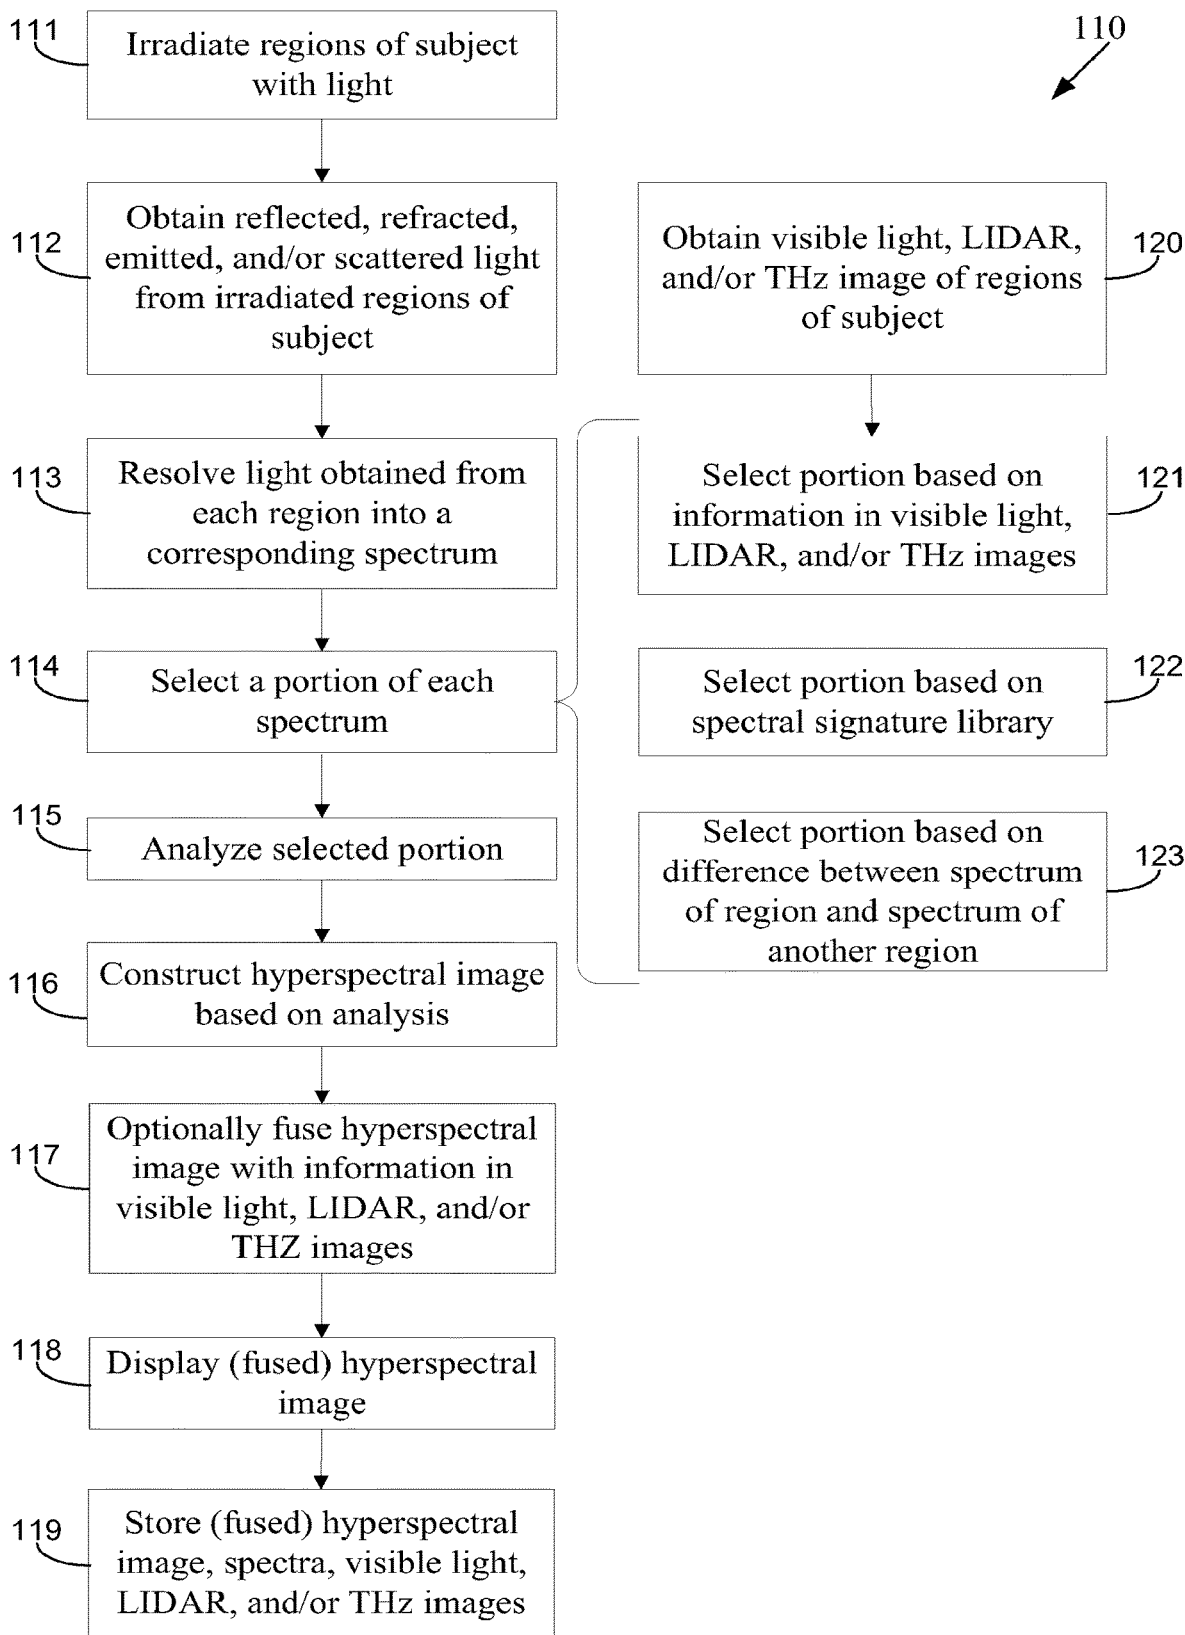 111
Irradiate regions of subject
with light
110
112
Obtain reflected, refracted,
emitted, and/or scattered light
from irradiated regions of
subject
Obtain visible light, LIDAR,
and/or THz image of regions
of subject
120
113
Resolve light obtained from
each region into a
corresponding spectrum
Select portion based on
information in visible light,
LIDAR, and/or THz images
121
114
Select a portion of each
spectrum
Select portion based on
spectral signature library
122
115
Analyze selected portion
Select portion based on
difference between spectrum
of region and spectrum of
another region
123
116
Construct hyperspectral image
based on analysis
117
Optionally fuse hyperspectral
image with information in
visible light, LIDAR, and/or
THZ images
118
Display (fused) hyperspectral
image
119
Store (fused) hyperspectral
image, spectra, visible light,
LIDAR, and/or THz images